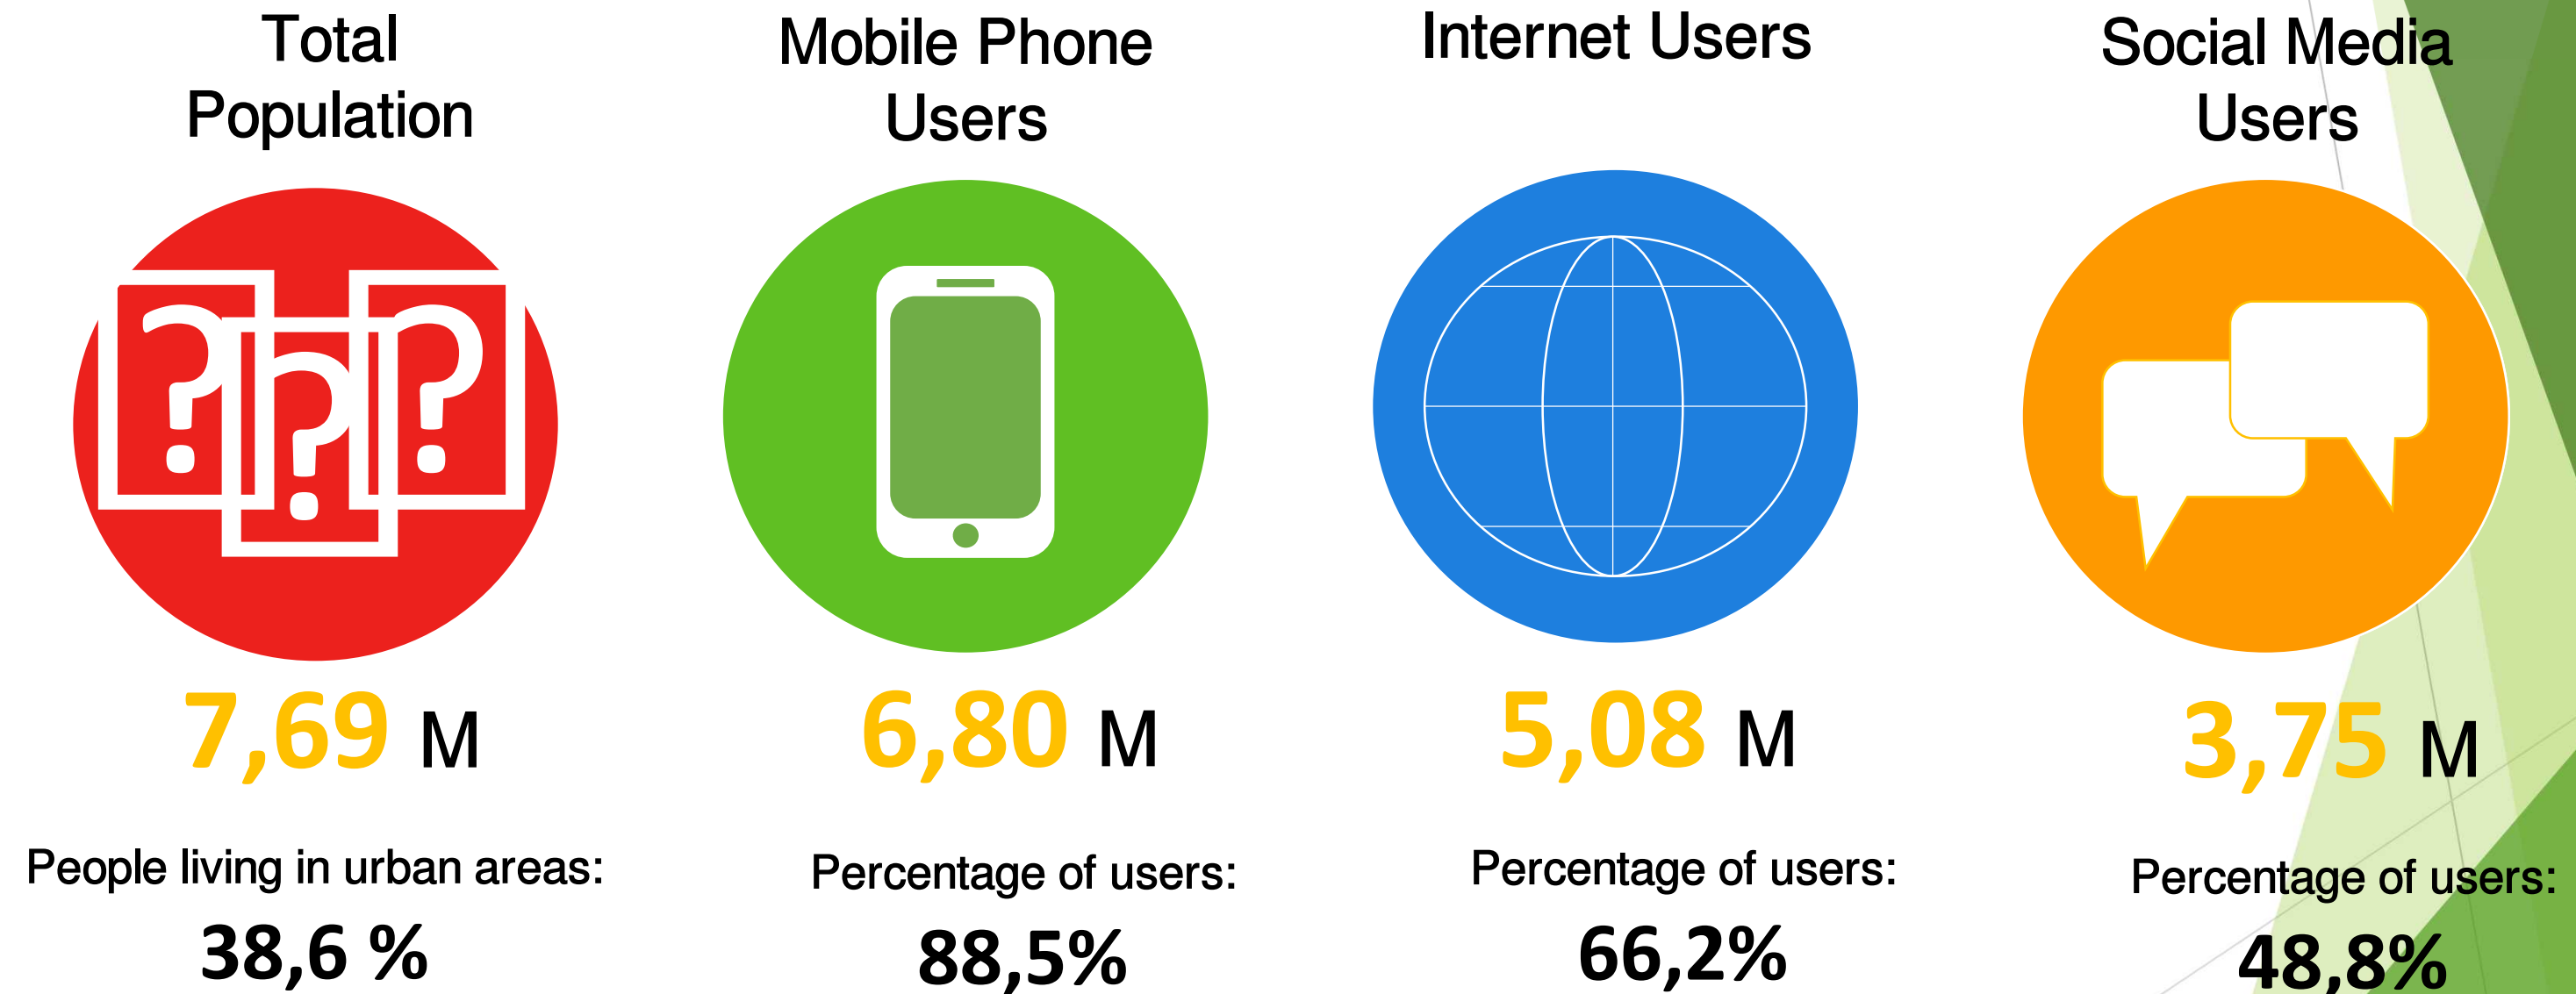 Total
Population
? ? ?
7,69 M
People living in urban areas:
38,6 %
Mobile Phone
Users
6,80 M
Percentage of users:
88,5%
Internet Users
5,08 M
Percentage of users:
66,2%
Social Media
Users
3,75 M
Percentage of users:
48,8%